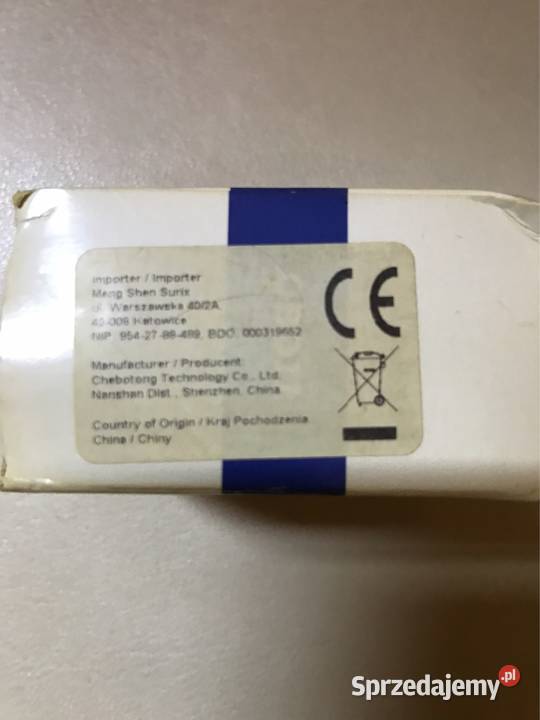 Importer / Importer
Meng Shen Surix
ul. Warszawska 40/2A
40-008 Katowice
NIP: 954-27-88-489, BDO: 000319652
Manufacturer / Producent:
Chebotong Technology Co., Ltd.
Nanshan Dist., Shenzhen, China
Country of Origin / Kraj Pochodzenia
China / Chiny
CE
Sprzedajemy.pl